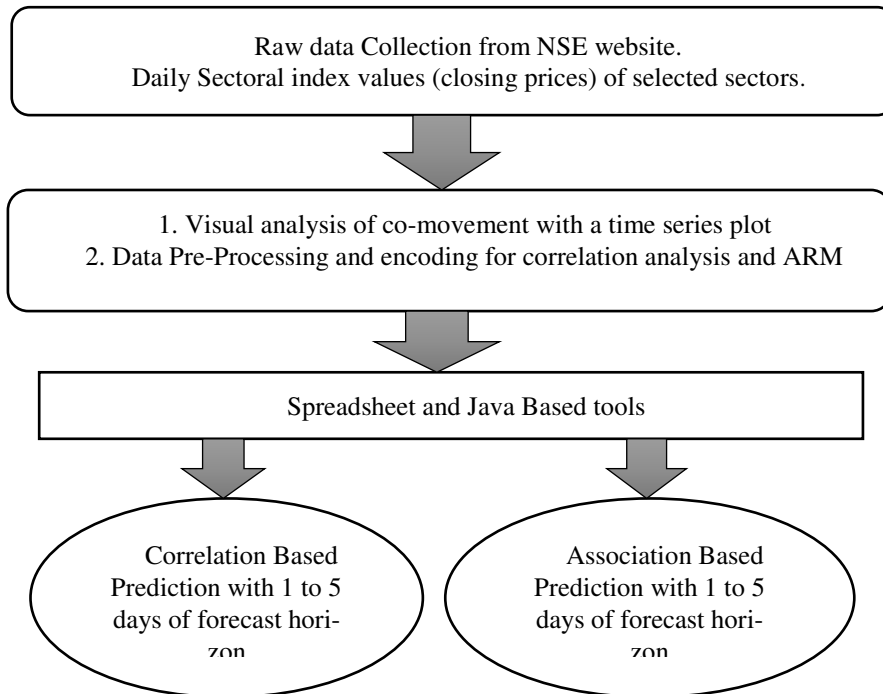 Raw data Collection from NSE website.
Daily Sectoral index values (closing prices) of selected sectors.
1. Visual analysis of co-movement with a time series plot
2. Data Pre-Processing and encoding for correlation analysis and ARM
Spreadsheet and Java Based tools
Correlation Based
Prediction with 1 to 5
days of forecast hori-
zon
Association Based
Prediction with 1 to 5
days of forecast hori-
zon